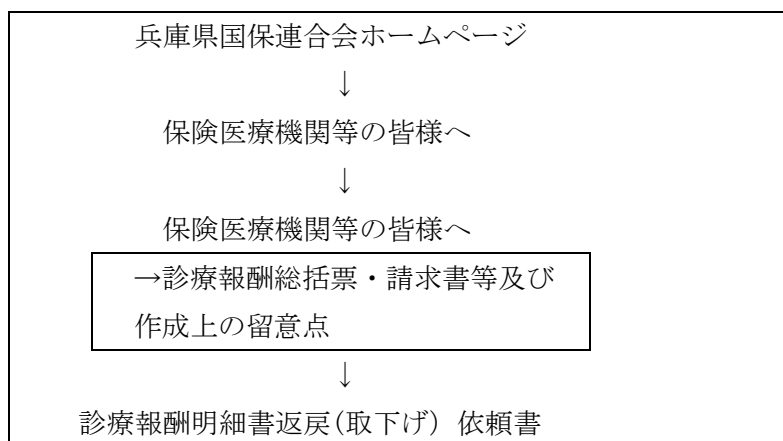 兵庫県国保連合会ホームページ
↓
保険医療機関等の皆様へ
↓
保険医療機関等の皆様へ
→診療報酬総括票・請求書等及び
作成上の留意点
↓
診療報酬明細書返戻(取下げ) 依頼書